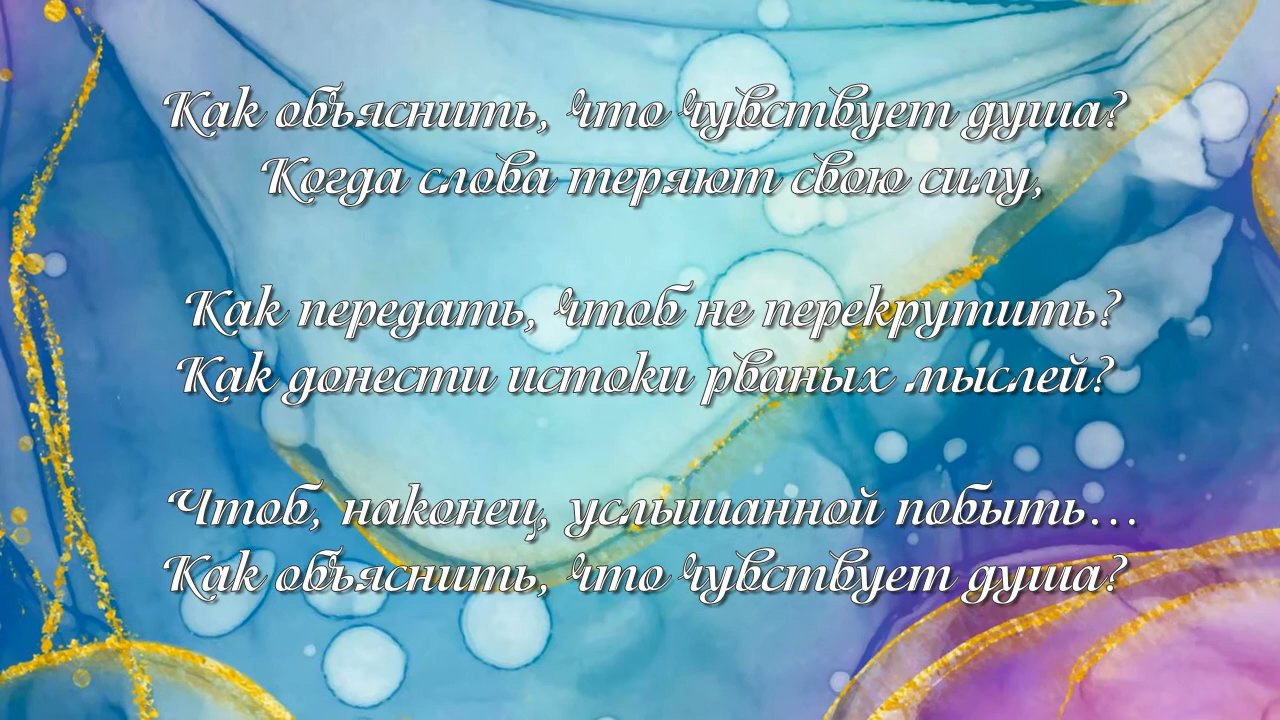 Как объяснить, что чувствует душа?
Когда слова теряют свою силу,
Как передать, чтоб не перекрутить?
Как донести истоки рваных мыслей?
Чтоб, наконец, услышанной побыть...
Как объяснить, что чувствует душа?